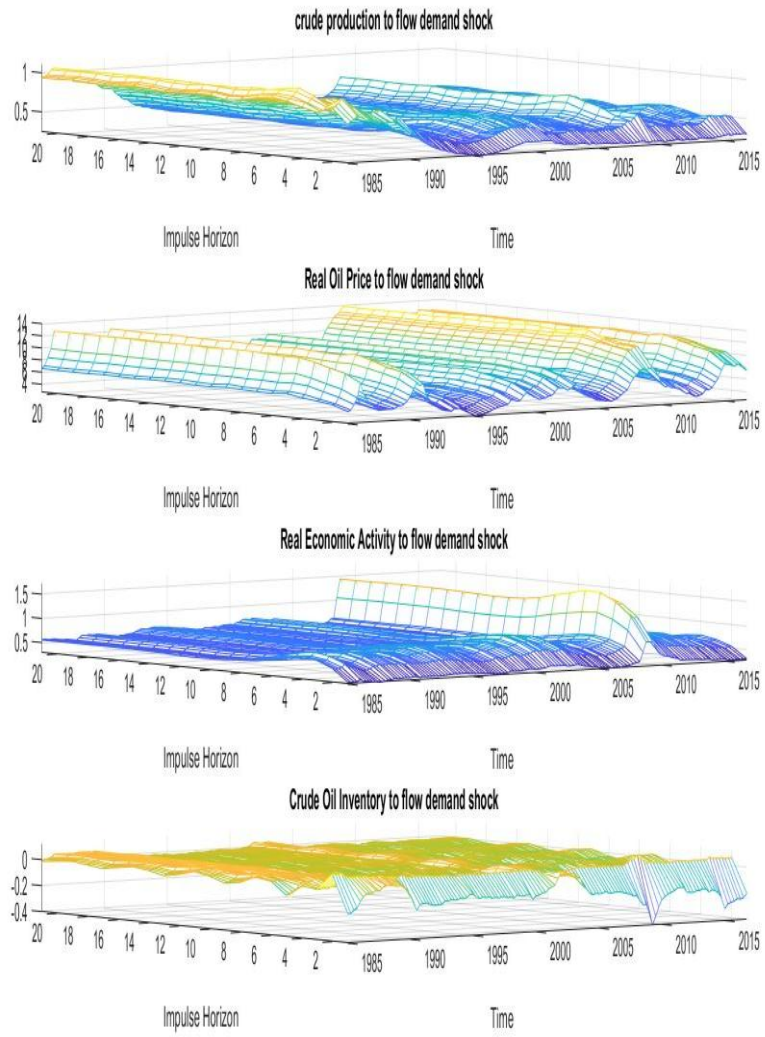 crude production to flow demand shock
1
0.5
20 18 16 14 12 10 8 6 4 2 1985 1990 1995 2000 2005 2010 2015
Impulse Horizon Time
Real Oil Price to flow demand shock
14
4
20 18 16 14 12 10 8 6 4 2 1985 1990 1995 2000 2005 2010 2015
Impulse Horizon Time
Real Economic Activity to flow demand shock
1.5
1
0.5
20 18 16 14 12 10 8 6 4 2 1985 1990 1995 2000 2005 2010 2015
Impulse Horizon Time
Crude Oil Inventory to flow demand shock
0
-0.2
-0.4
20 18 16 14 12 10 8 6 4 2 1985 1990 1995 2000 2005 2010 2015
Impulse Horizon Time